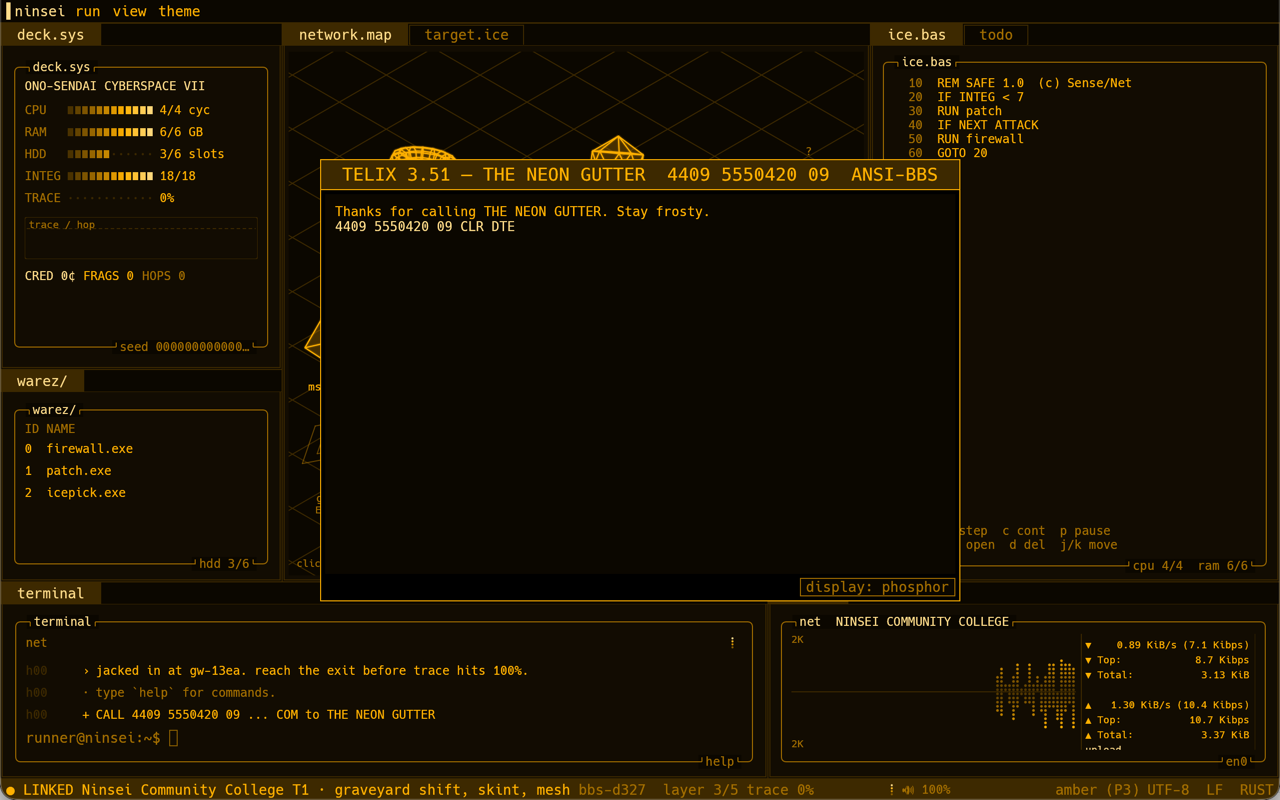 ninsei run view theme
deck.sys
network.map target.ice
ice.bas todo
deck.sys
ONO-SENDAI CYBERSPACE VII
CPU 4/4 cyc
RAM 6/6 GB
HDD 3/6 slots
INTEG 18/18
TRACE 0%
trace / hop
CRED 0¢ FRAGS 0 HOPS 0
seed 000000000000…
warez/
warez/
ID NAME
0 firewall.exe
1 patch.exe
2 icepick.exe
hdd 3/6
?
TELIX 3.51 — THE NEON GUTTER 4409 5550420 09 ANSI-BBS
Thanks for calling THE NEON GUTTER. Stay frosty.
4409 5550420 09 CLR DTE
display: phosphor
ms
clic
ice.bas
10 REM SAFE 1.0 (c) Sense/Net
20 IF INTEG < 7
30 RUN patch
40 IF NEXT ATTACK
50 RUN firewall
60 GOTO 20
step c cont p pause
open d del j/k move
cpu 4/4 ram 6/6
terminal
terminal
net
h00 › jacked in at gw-13ea. reach the exit before trace hits 100%.
h00 · type `help` for commands.
h00 + CALL 4409 5550420 09 ... COM to THE NEON GUTTER
runner@ninsei:~$
help
net NINSEI COMMUNITY COLLEGE
2K
2K
▼ 0.89 KiB/s (7.1 Kibps)
▼ Top: 8.7 Kibps
▼ Total: 3.13 KiB
▲ 1.30 KiB/s (10.4 Kibps)
▲ Top: 10.7 Kibps
▲ Total: 3.37 KiB
upload
en0
● LINKED Ninsei Community College T1 · graveyard shift, skint, mesh bbs-d327 layer 3/5 trace 0% 100% amber (P3) UTF-8 LF RUST